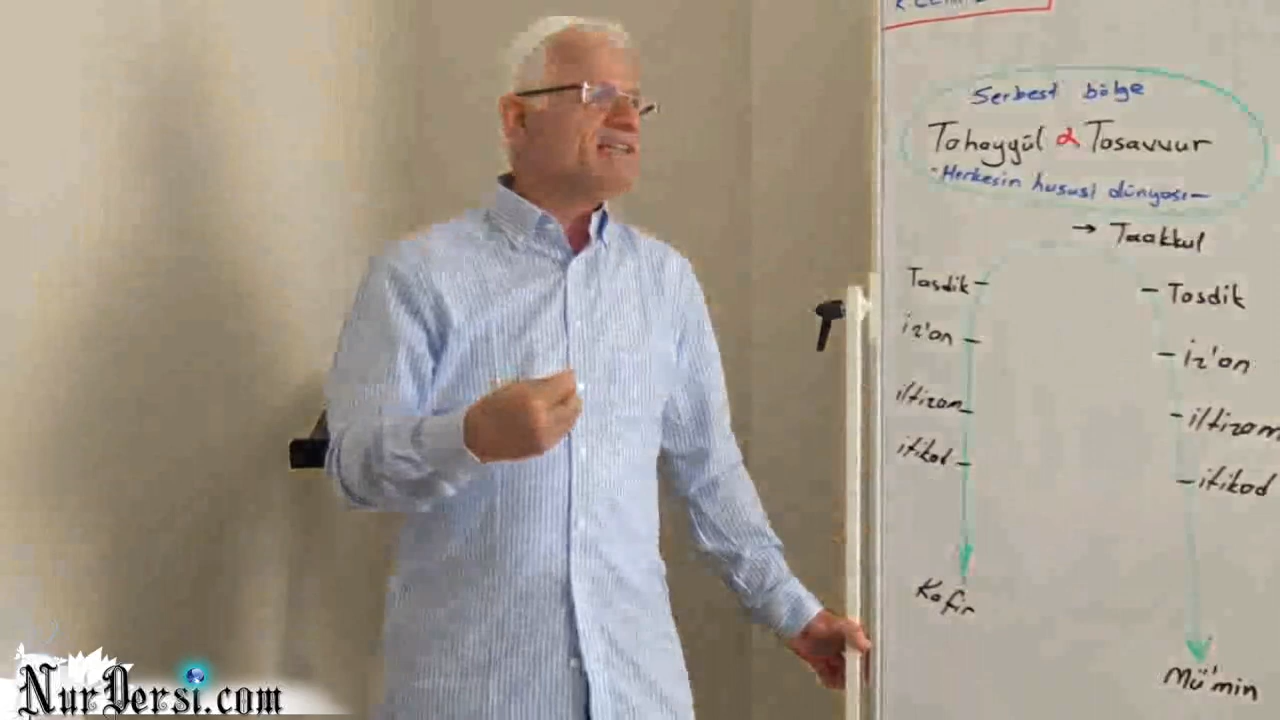 Serbest bölge
Tahayyül & Tasavvur
-Herkesin hususi dünyası-
→ Taakkul
Tasdik
iz'an
iltizam
itikad
Kafir
Tasdik
iz'an
iltizam
itikad
Mü'min
NurDersi.com